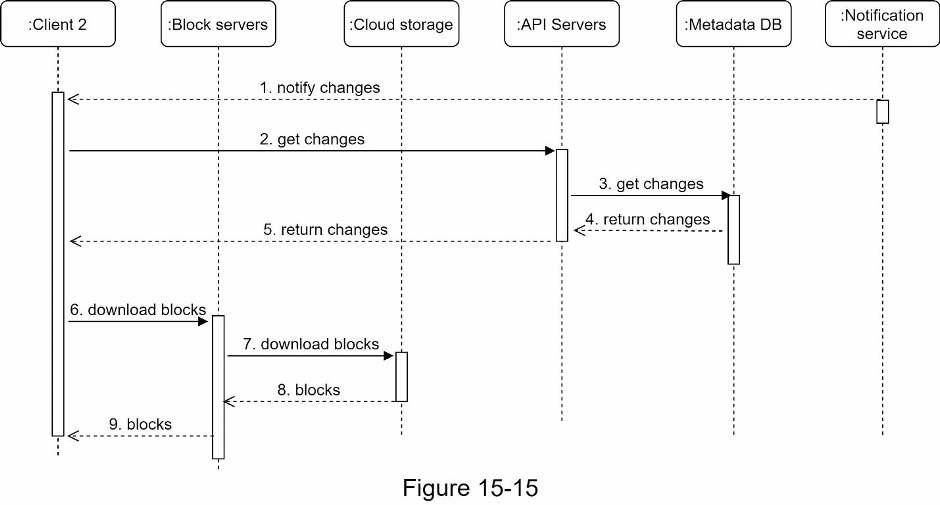 :Client 2
:Block servers
:Cloud storage
:API Servers
:Metadata DB
:Notification
service
1. notify changes
2. get changes
3. get changes
4. return changes
5. return changes
6. download blocks
7. download blocks
8. blocks
9. blocks
Figure 15-15